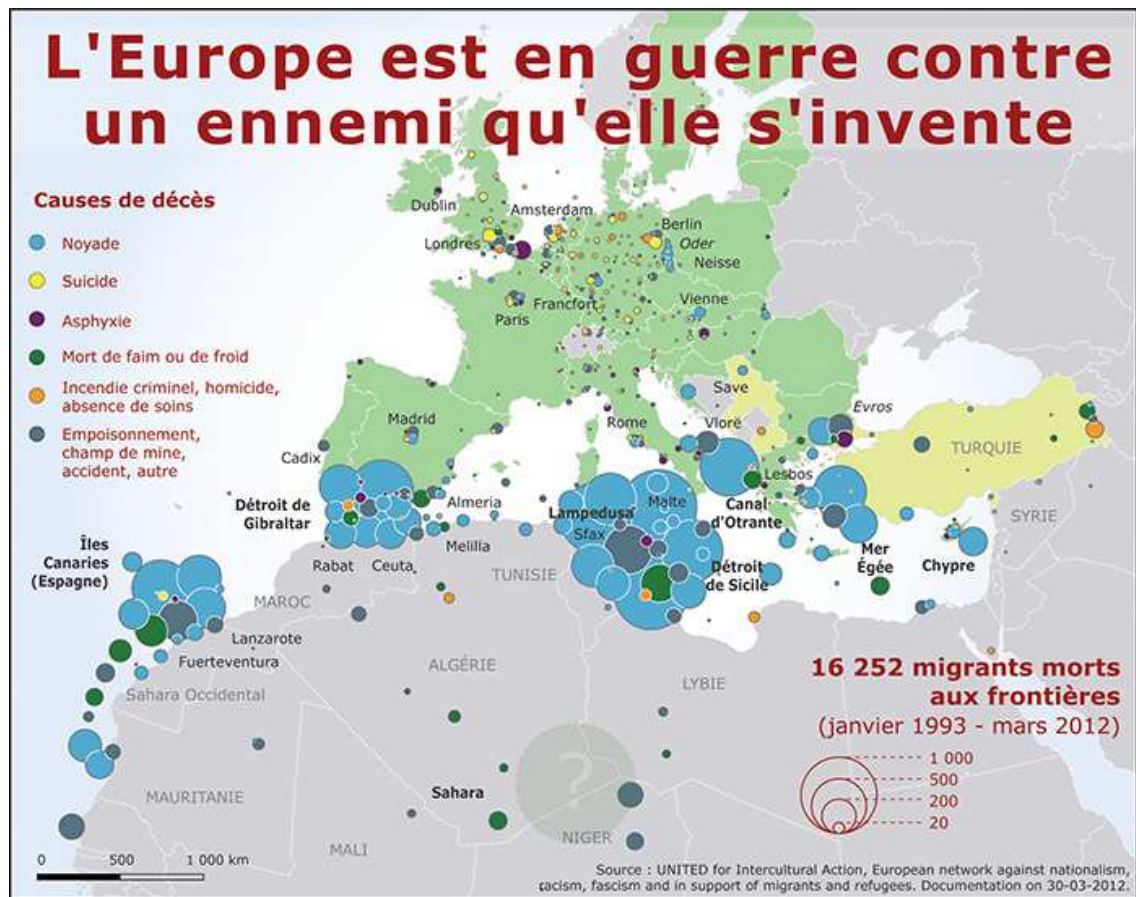 L'Europe est en guerre contre
un ennemi qu'elle s'invente
Causes de décès
Noyade
Suicide
Asphyxie
Mort de faim ou de froid
Incendie criminel, homicide,
absence de soins
Empoisonnement,
champ de mine,
accident, autre
Dublin
Amsterdam
Berlin
Londres
Oder
Neisse
Francfort
Vienne
Paris
Save
Evros
Madrid
Rome
Vlorë
TURQUIE
Cadix
Lesbos
Détroit de
Gibraltar
Almeria
Malte
Lampedusa
Canal
d'Otrante
Sfax
SYRIE
Melilla
Îles
Canaries
(Espagne)
Rabat
Ceuta
TUNISIE
Détroit
de Sicile
Mer
Égée
Chypre
MAROC
Lanzarote
Fuerteventura
ALGÉRIE
LYBIE
Sahara Occidental
16 252 migrants morts
aux frontières
(janvier 1993 - mars 2012)
1 000
500
200
20
?
Sahara
MAURITANIE
NIGER
MALI
0 500 1 000 km
Source : UNITED for Intercultural Action, European network against nationalism,
racism, fascism and in support of migrants and refugees. Documentation on 30-03-2012.